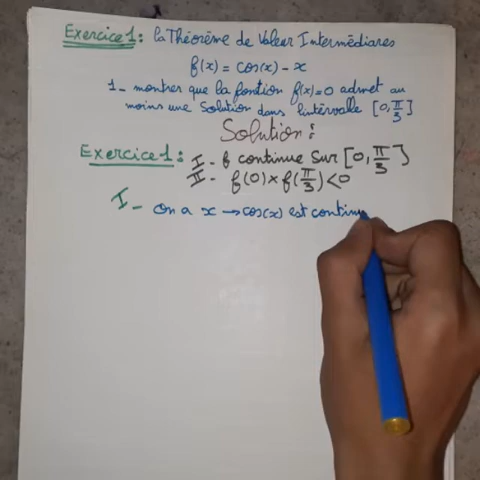 Exercice 1: la Théorème de Valeur Intermédiares
f(x) = cos(x) - x
1- montrer que la fonction f(x)=0 admet au
moins une solution dans l'intervalle [0, π/3]
Solution:
Exercice 1: I - f continue sur [0, π/3]
II - f(0) × f(π/3) < 0
I - on a x → cos(x) est continu